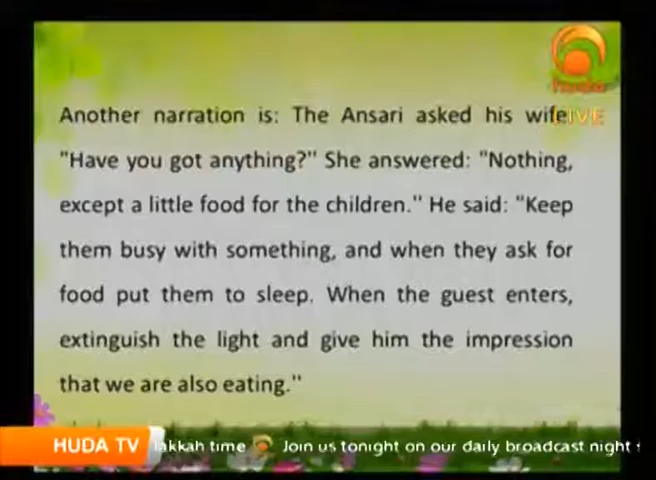 huda
LIVE
Another narration is: The Ansari asked his wife
"Have you got anything?" She answered: "Nothing,
except a little food for the children." He said: "Keep
them busy with something, and when they ask for
food put them to sleep. When the guest enters,
extinguish the light and give him the impression
that we are also eating."
HUDA TV
akkah time Join us tonight on our daily broadcast night